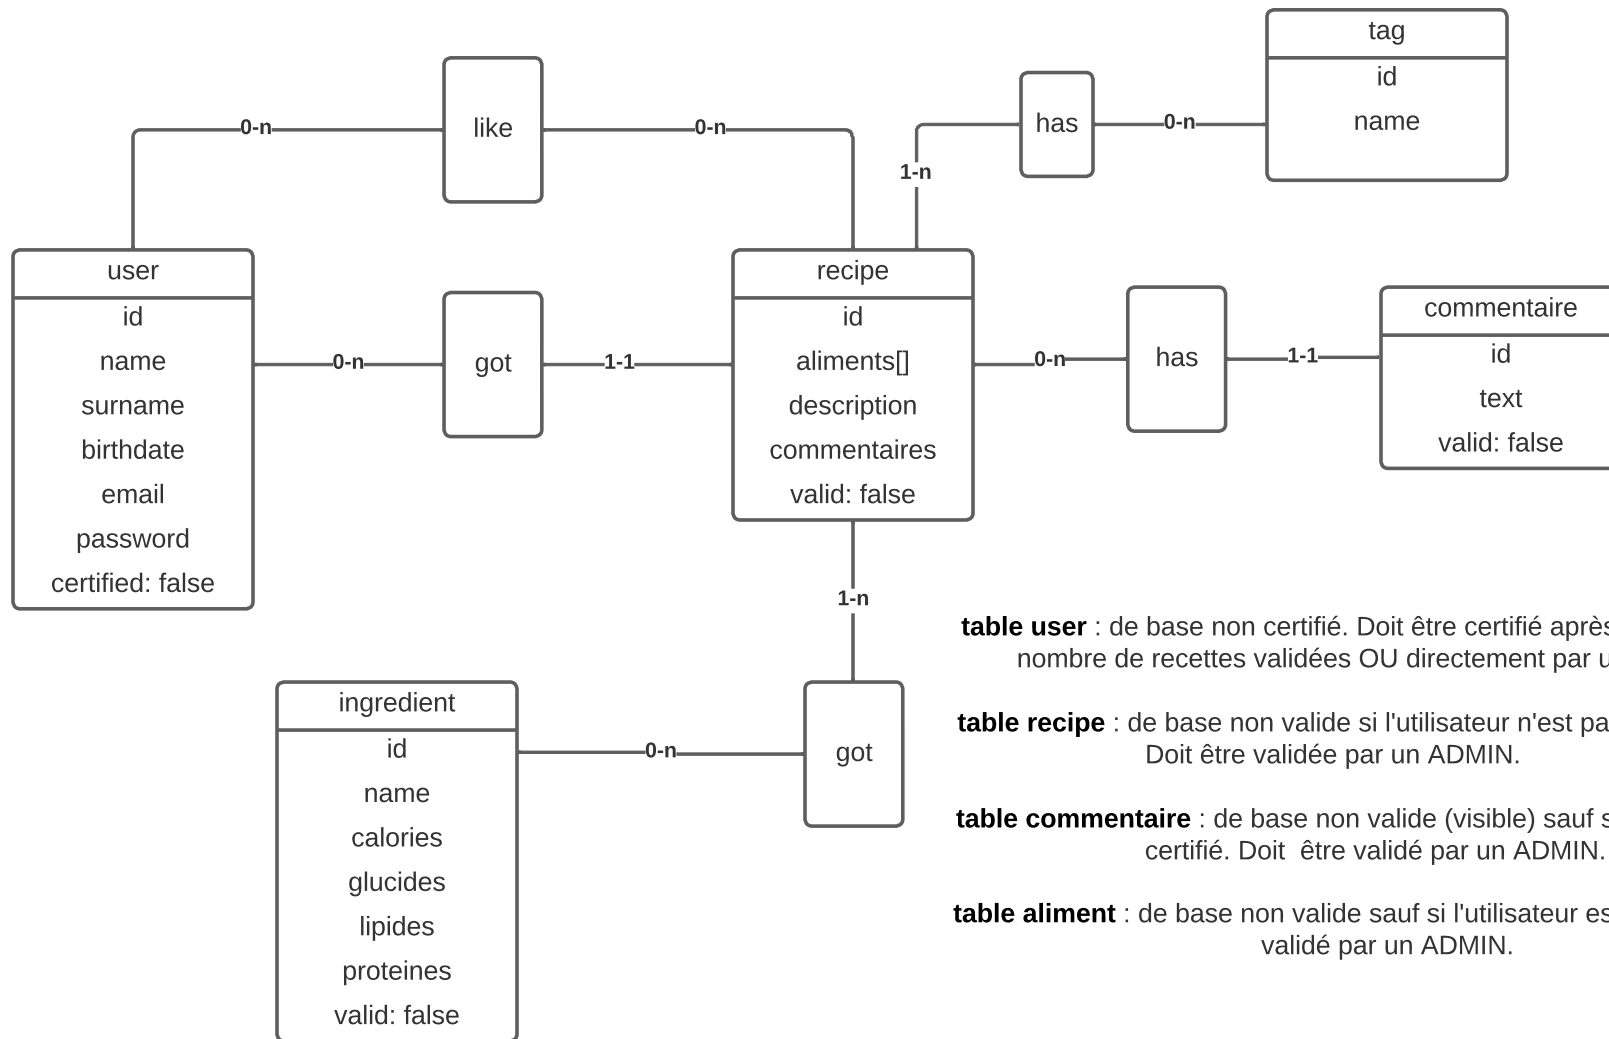 tag
id
name
like
has
0-n
0-n
0-n
1-n
user
id
name
surname
birthdate
email
password
certified: false
0-n
got
1-1
recipe
id
aliments[]
description
commentaires
valid: false
0-n
has
1-1
commentaire
id
text
valid: false
1-n
ingredient
id
name
calories
glucides
lipides
proteines
valid: false
0-n
got
table user : de base non certifié. Doit être certifié après
nombre de recettes validées OU directement par
table recipe : de base non valide si l'utilisateur n'est
Doit être validée par un ADMIN.
table commentaire : de base non valide (visible) sauf
certifié. Doit  être validé par un ADMIN.
table aliment : de base non valide sauf si l'utilisateur
validé par un ADMIN.